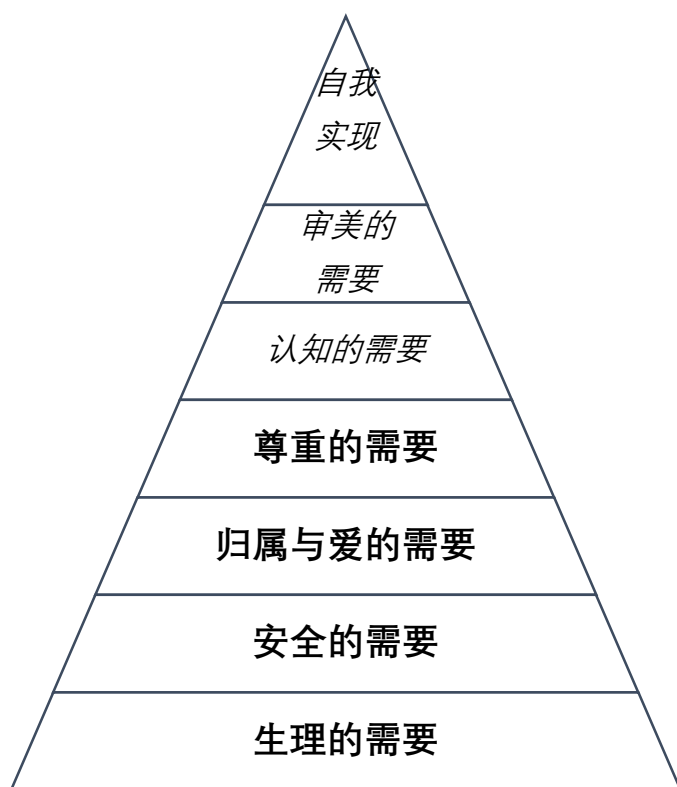 自我
实现
审美的
需要
认知的需要
尊重的需要
归属与爱的需要
安全的需要
生理的需要